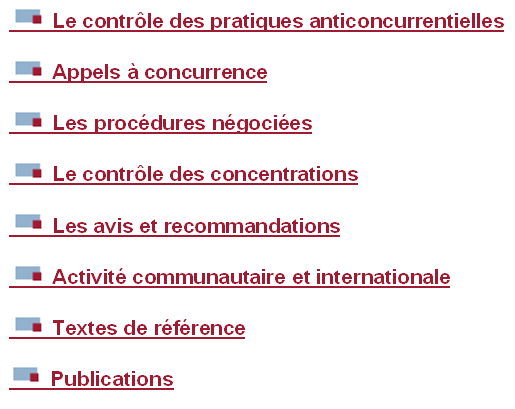 Le contrôle des pratiques anticoncurrentielles
Appels à concurrence
Les procédures négociées
Le contrôle des concentrations
Les avis et recommandations
Activité communautaire et internationale
Textes de référence
Publications